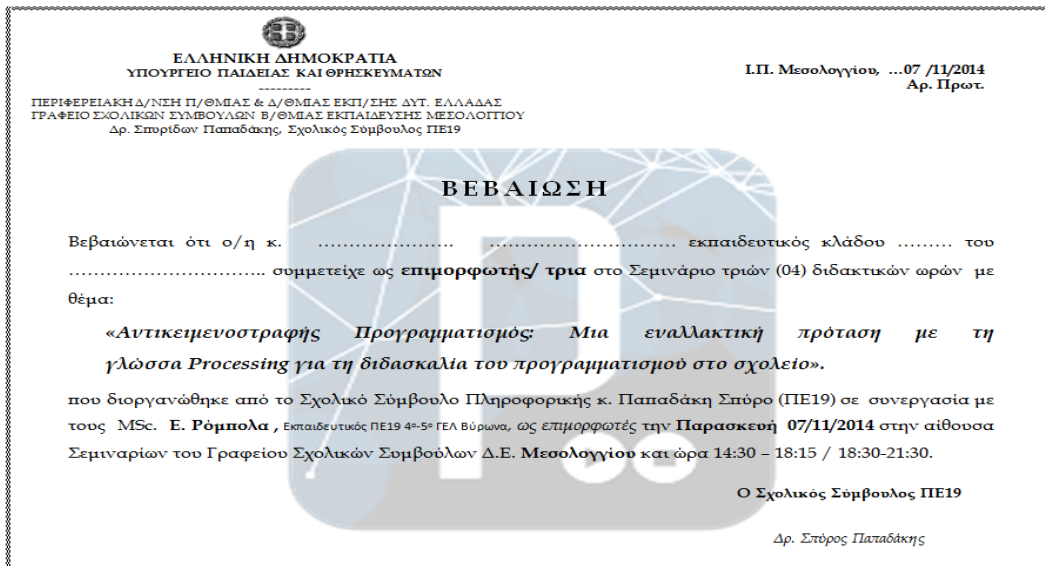 ΕΛΛΗΝΙΚΗ ΔΗΜΟΚΡΑΤΙΑ
ΥΠΟΥΡΓΕΙΟ ΠΑΙΔΕΙΑΣ ΚΑΙ ΘΡΗΣΚΕΥΜΑΤΩΝ
---------
ΠΕΡΙΦΕΡΕΙΑΚΗ Δ/ΝΣΗ Π/ΘΜΙΑΣ & Δ/ΘΜΙΑΣ ΕΚΠ/ΣΗΣ ΔΥΤ. ΕΛΛΑΔΑΣ
ΓΡΑΦΕΙΟ ΣΧΟΛΙΚΩΝ ΣΥΜΒΟΥΛΩΝ Β/ΘΜΙΑΣ ΕΚΠΑΙΔΕΥΣΗΣ ΜΕΣΟΛΟΓΓΙΟΥ
Δρ. Σπυρίδων Παπαδάκης, Σχολικός Σύμβουλος ΠΕ19
Ι.Π. Μεσολογγίου, …07 /11/2014
Αρ. Πρωτ.
ΒΕΒΑΙΩΣΗ
Βεβαιώνεται ότι ο/η κ. …………………. ………………………… εκπαιδευτικός κλάδου ……… του
………………………….. συμμετείχε ως επιμορφωτής/ τρια στο Σεμινάριο τριών (04) διδακτικών ωρών με
θέμα:
«Αντικειμενοστραφής Προγραμματισμός: Μια εναλλακτική πρόταση με τη
γλώσσα Processing για τη διδασκαλία του προγραμματισμού στο σχολείο».
που διοργανώθηκε από το Σχολικό Σύμβουλο Πληροφορικής κ. Παπαδάκη Σπύρο (ΠΕ19) σε συνεργασία με
τους MSc. Ε. Ρόμπολα , Εκπαιδευτικός ΠΕ19 4ο-5ο ΓΕΛ Βύρωνα, ως επιμορφωτές την Παρασκευή 07/11/2014 στην αίθουσα
Σεμιναρίων του Γραφείου Σχολικών Συμβούλων Δ.Ε. Μεσολογγίου και ώρα 14:30 – 18:15 / 18:30-21:30.
Ο Σχολικός Σύμβουλος ΠΕ19
Δρ. Σπύρος Παπαδάκης